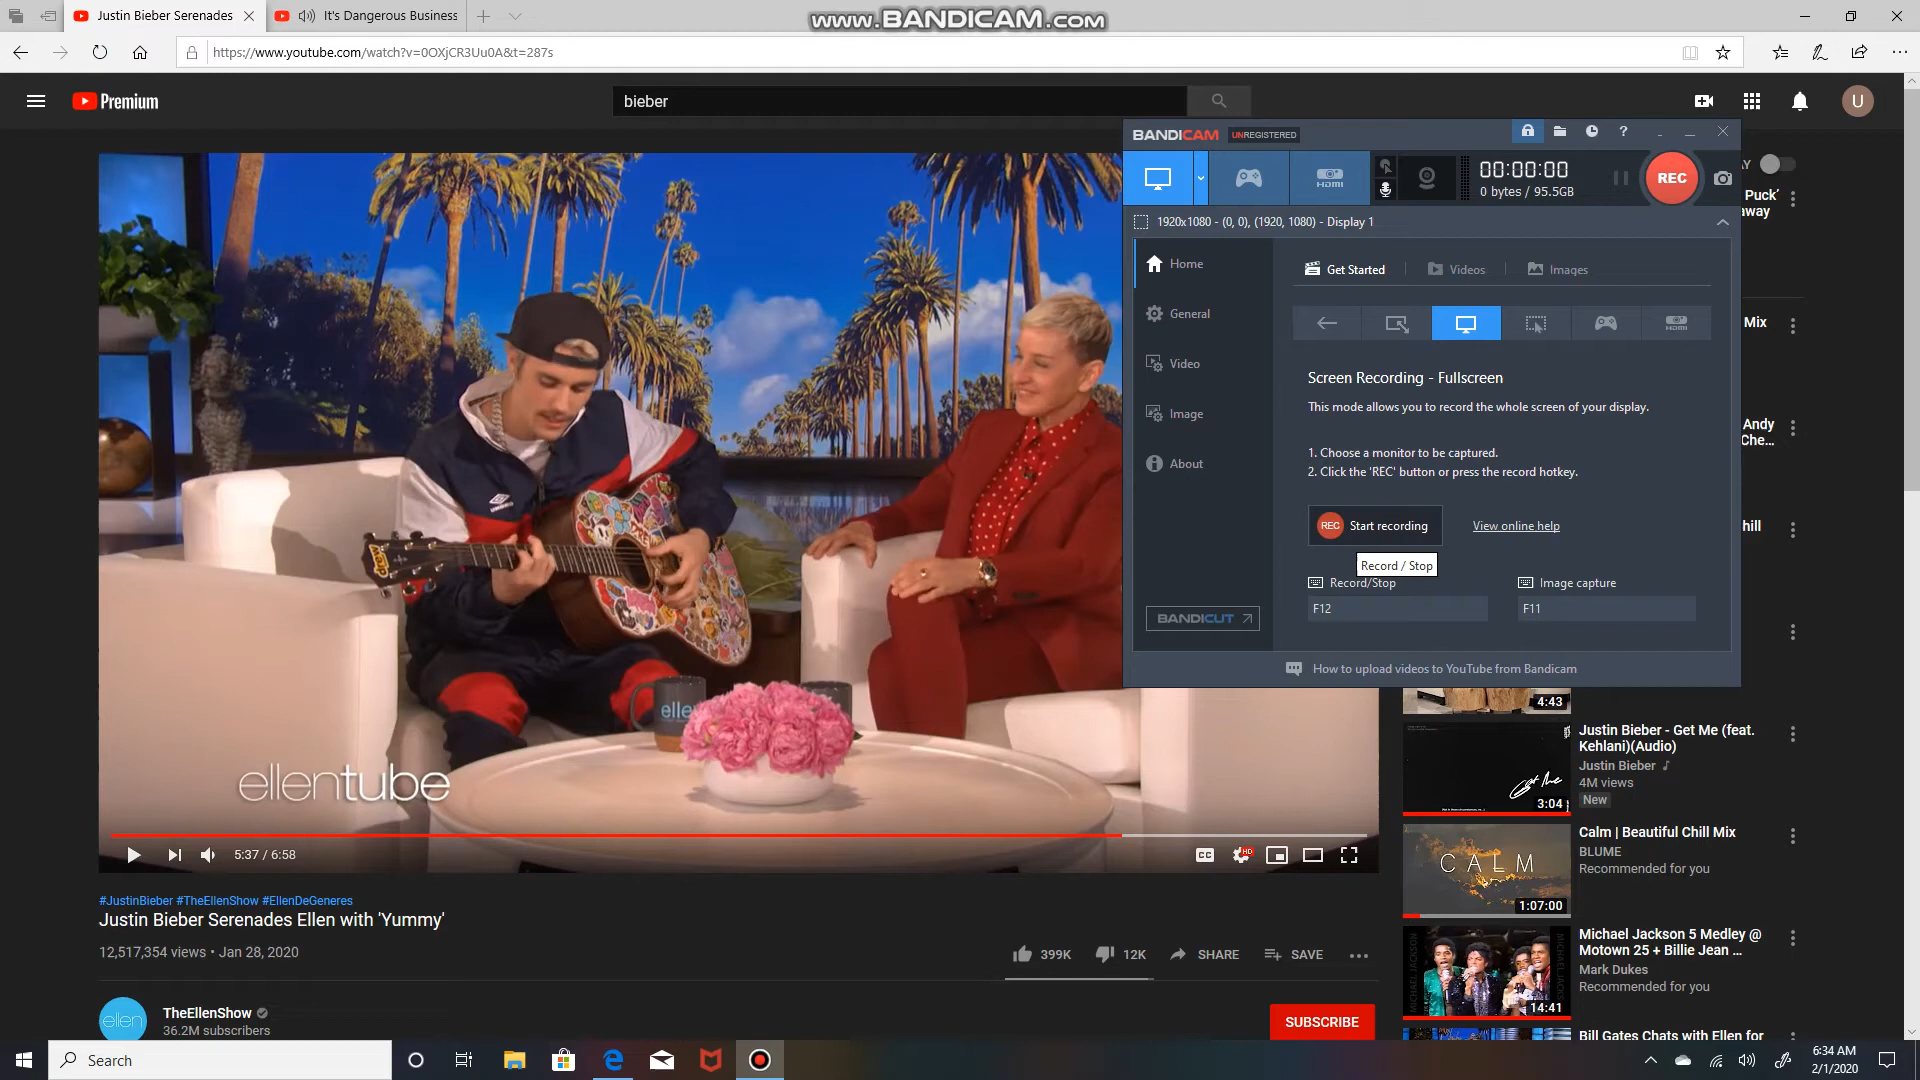 Justin Bieber Serenades
It's Dangerous Business
www.BANDICAM.com
https://www.youtube.com/watch?v=0OXjCR3Uu0A&t=287s
Premium
bieber
U
BANDICAM UNREGISTERED
00:00:00
0 bytes / 95.5GB
REC
HDMI
1920x1080 - (0, 0), (1920, 1080) - Display 1
Home
General
Video
Image
About
BANDICUT
Get Started
Videos
Images
HDMI
Screen Recording - Fullscreen
This mode allows you to record the whole screen of your display.
1. Choose a monitor to be captured.
2. Click the 'REC' button or press the record hotkey.
REC Start recording
View online help
Record / Stop
Record/Stop
Image capture
F12
F11
How to upload videos to YouTube from Bandicam
Y
Puck'
away
Mix
Andy
Che...
hill
UMBRO
elle
ellentube
5:37 / 6:58
CC
HD
#JustinBieber #TheEllenShow #EllenDeGeneres
Justin Bieber Serenades Ellen with 'Yummy'
12,517,354 views • Jan 28, 2020
399K
12K
SHARE
SAVE
ellen
TheEllenShow
36.2M subscribers
SUBSCRIBE
4:43
Justin Bieber - Get Me (feat.
Kehlani)(Audio)
Justin Bieber
4M views
New
3:04
Calm | Beautiful Chill Mix
BLUME
Recommended for you
CALM
1:07:00
Michael Jackson 5 Medley @
Motown 25 + Billie Jean ...
Mark Dukes
Recommended for you
14:41
Bill Gates Chats with Ellen for
Search
6:34 AM
2/1/2020